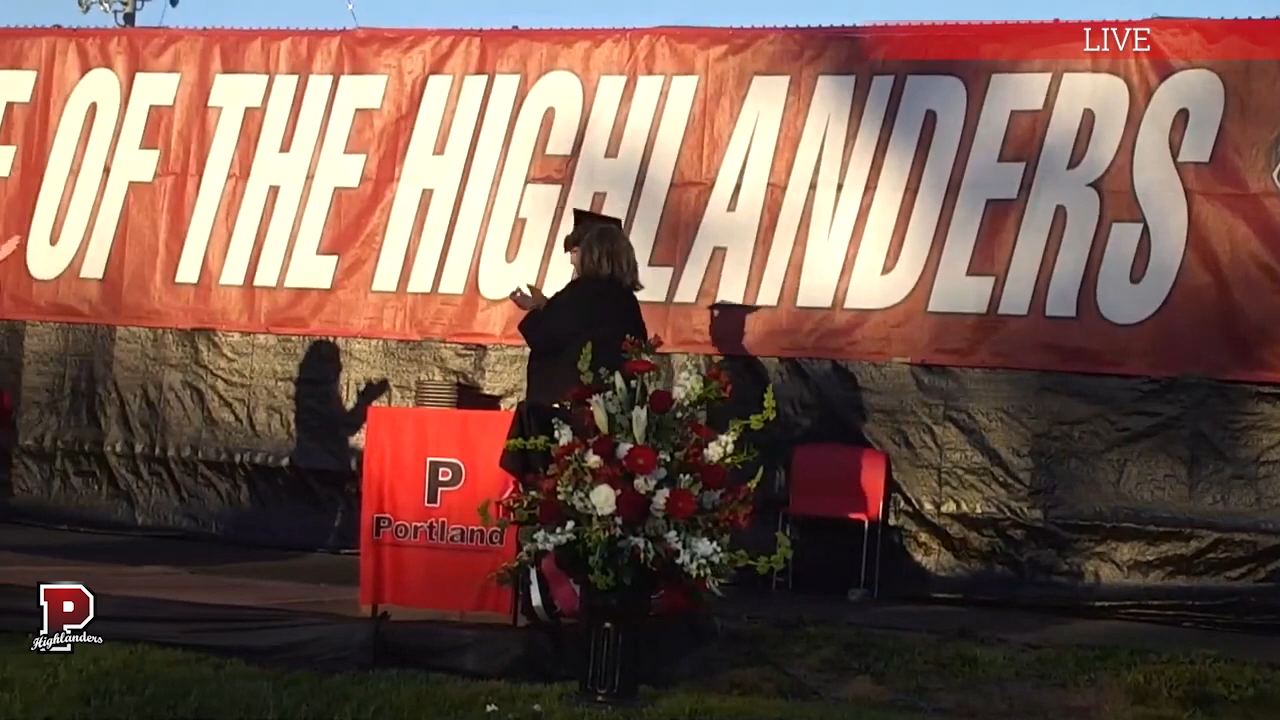 LIVE
OF THE HIGHLANDERS
P
Portland
P
Highlanders